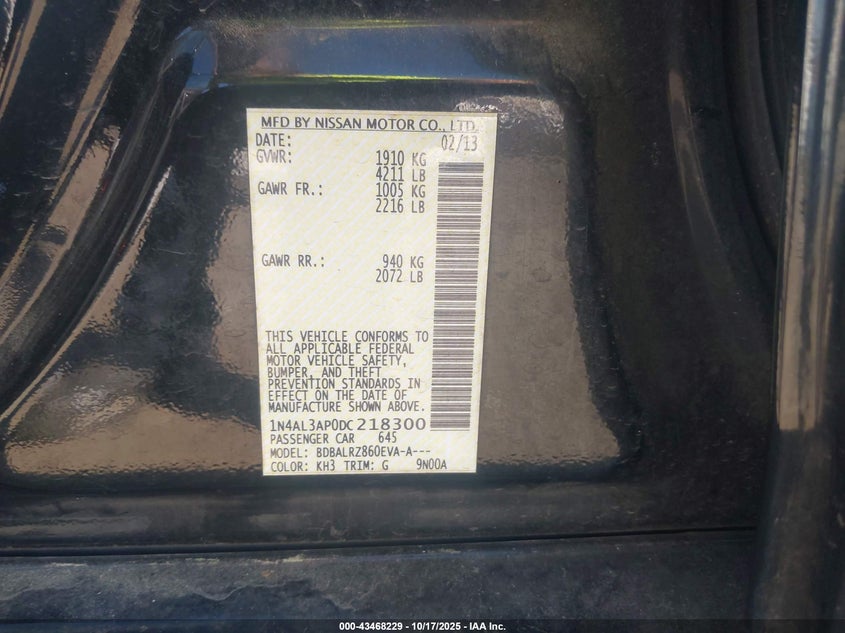 MFD BY NISSAN MOTOR CO., LTD.
DATE: 02/13
GVWR: 1910 KG
4211 LB
GAWR FR.: 1005 KG
2216 LB
GAWR RR.: 940 KG
2072 LB
THIS VEHICLE CONFORMS TO
ALL APPLICABLE FEDERAL
MOTOR VEHICLE SAFETY,
BUMPER, AND THEFT
PREVENTION STANDARDS IN
EFFECT ON THE DATE OF
MANUFACTURE SHOWN ABOVE.
1N4AL3AP0DC218300
PASSENGER CAR 645
MODEL: BDBALRZ860EVA-A---
COLOR: KH3 TRIM: G 9N00A
000-43468229 - 10/17/2025 - IAA Inc.